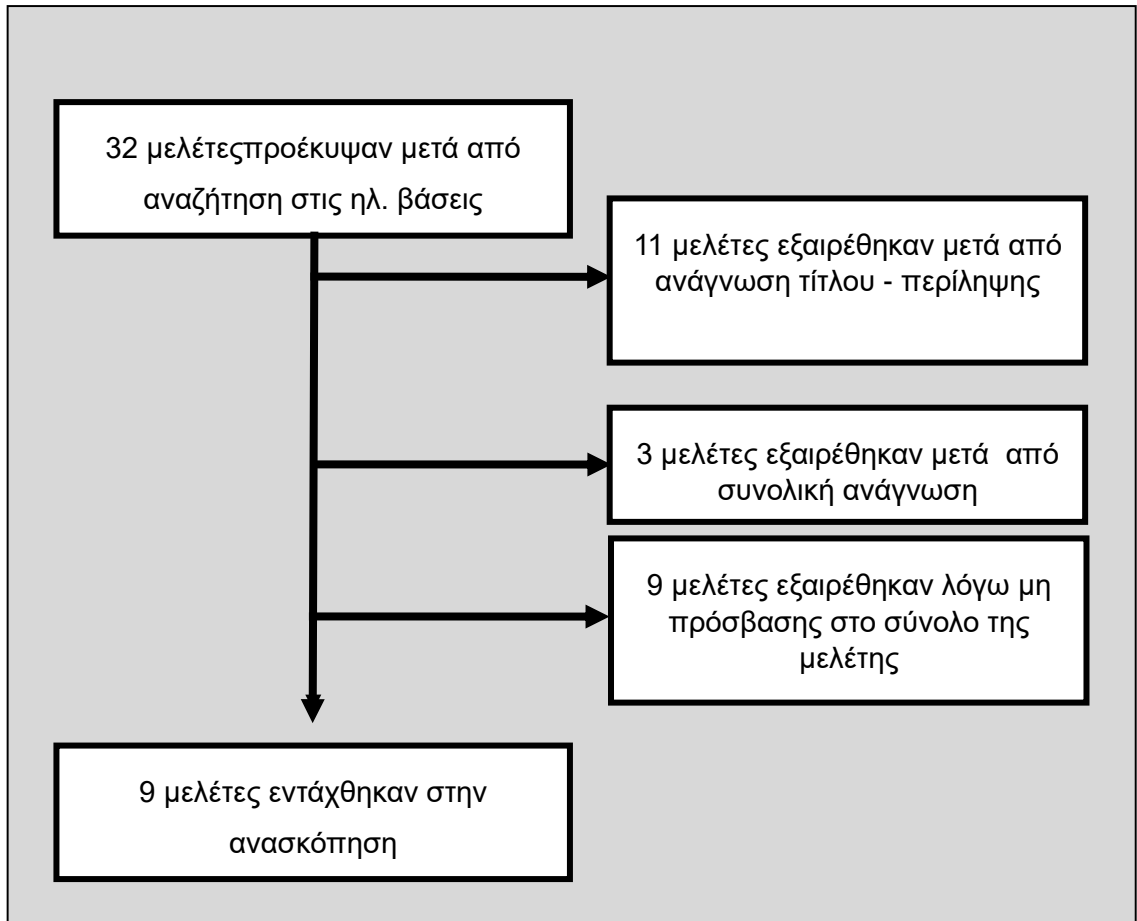 32 μελέτεςπροέκυψαν μετά από
αναζήτηση στις ηλ. βάσεις
11 μελέτες εξαιρέθηκαν μετά από
ανάγνωση τίτλου - περίληψης
3 μελέτες εξαιρέθηκαν μετά  από
συνολική ανάγνωση
9 μελέτες εξαιρέθηκαν λόγω μη
πρόσβασης στο σύνολο της
μελέτης
9 μελέτες εντάχθηκαν στην
ανασκόπηση